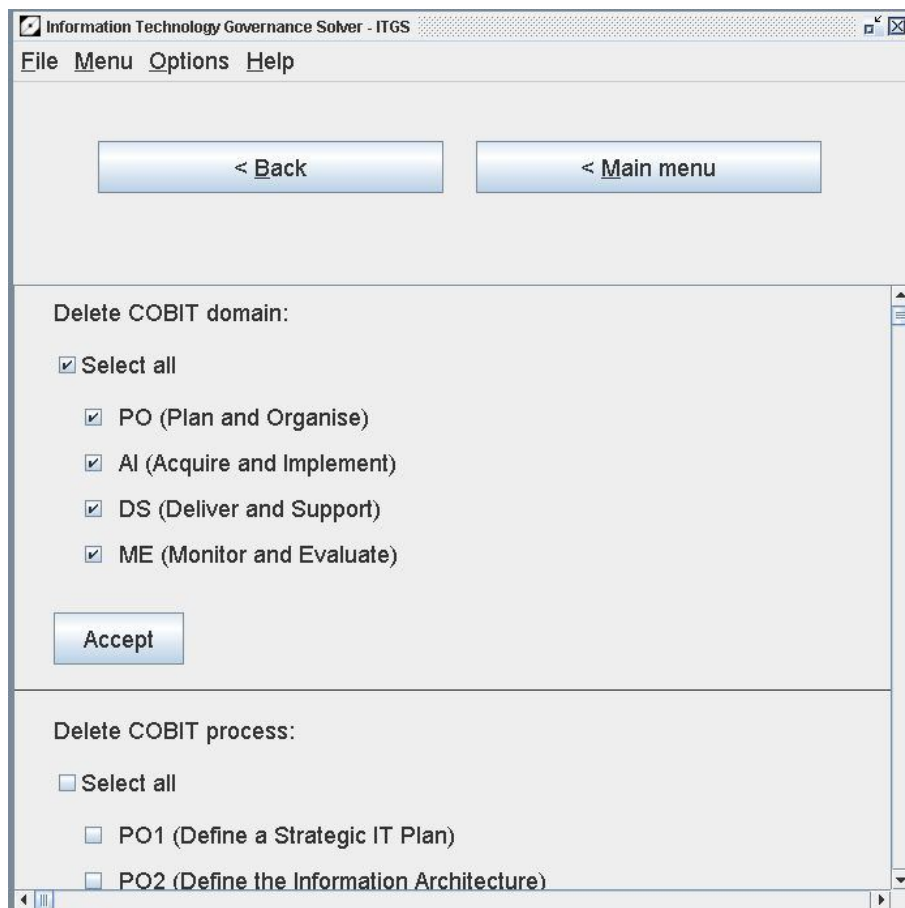 Information Technology Governance Solver - ITGS
File Menu Options Help
< Back < Main menu
Delete COBIT domain:
Select all
PO (Plan and Organise)
AI (Acquire and Implement)
DS (Deliver and Support)
ME (Monitor and Evaluate)
Accept
Delete COBIT process:
Select all
PO1 (Define a Strategic IT Plan)
PO2 (Define the Information Architecture)